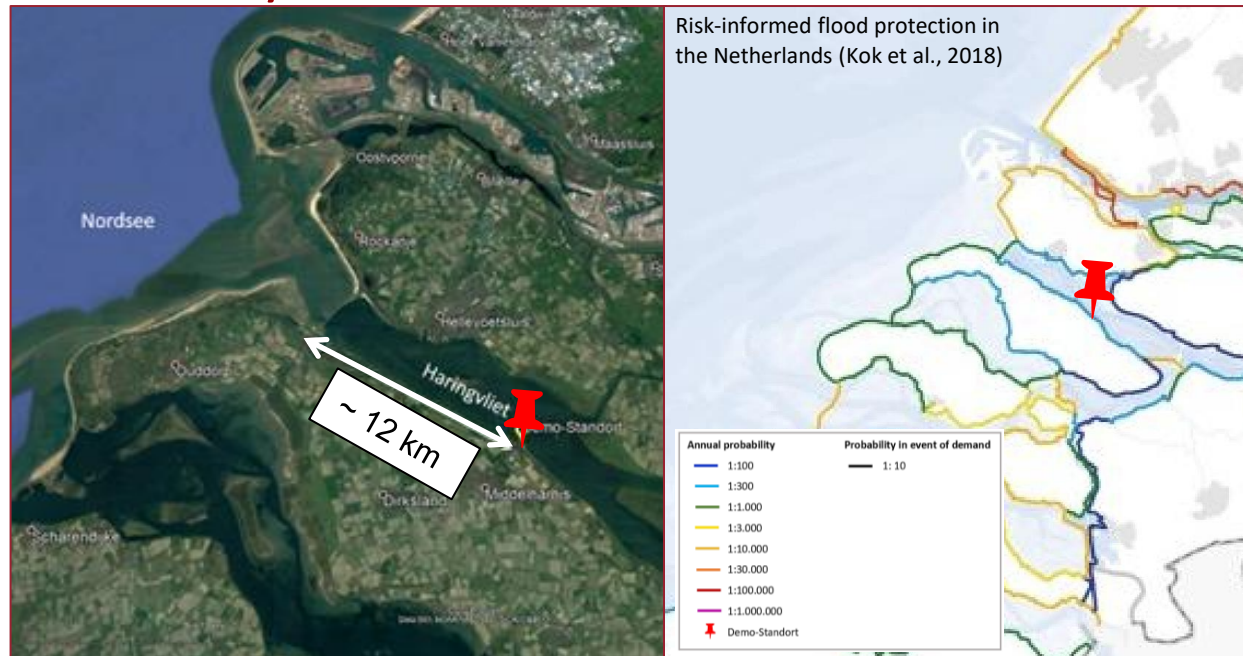 Nordsee
Maassluis
Oostvoorne
Rockanje
Hellevoetsluis
Ouddorp
Haringvliet
~ 12 km
Demo-Standort
Dirksland
Middelharnis
Scharendijke
Risk-informed flood protection in
the Netherlands (Kok et al., 2018)
Annual probability
Probability in event of demand
1:100
1: 10
1:300
1:1.000
1:3.000
1:10.000
1:30.000
1:100.000
1:1.000.000
Demo-Standort